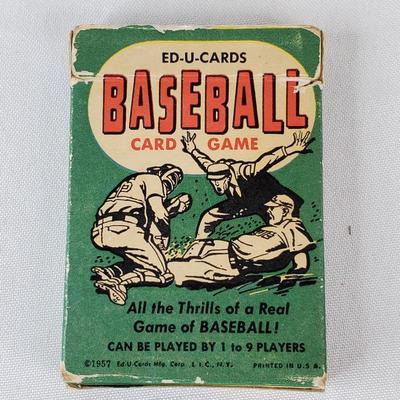 ED-U-CARDS
BASEBALL
CARD GAME
All the Thrills of a Real
Game of BASEBALL!
CAN BE PLAYED BY 1 to 9 PLAYERS
©1957 Ed-U-Cards Mfg. Corp. L.I.C., N.Y. PRINTED IN U.S.A.